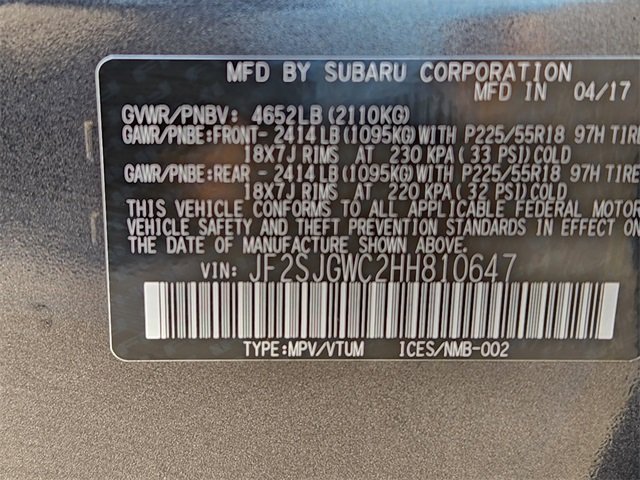 MFD BY SUBARU CORPORATION
MFD IN 04/17
GVWR/PNBV: 4652LB(2110KG)
GAWR/PNBE:FRONT-2414LB(1095KG)WITH P225/55R18 97H TIRE
18X7J RIMS AT 230 KPA(33 PSI)COLD
GAWR/PNBE:REAR -2414LB(1095KG)WITH P225/55R18 97H TIRE
18X7J RIMS AT 220 KPA(32 PSI)COLD
THIS VEHICLE CONFORMS TO ALL APPLICABLE FEDERAL MOTOR
VEHICLE SAFETY AND THEFT PREVENTION STANDARDS IN EFFECT
ON THE DATE OF MANUFACTURE SHOWN ABOVE.
VIN: JF2SJGWC2HH810647
TYPE:MPV/VTUM ICES/NMB-002